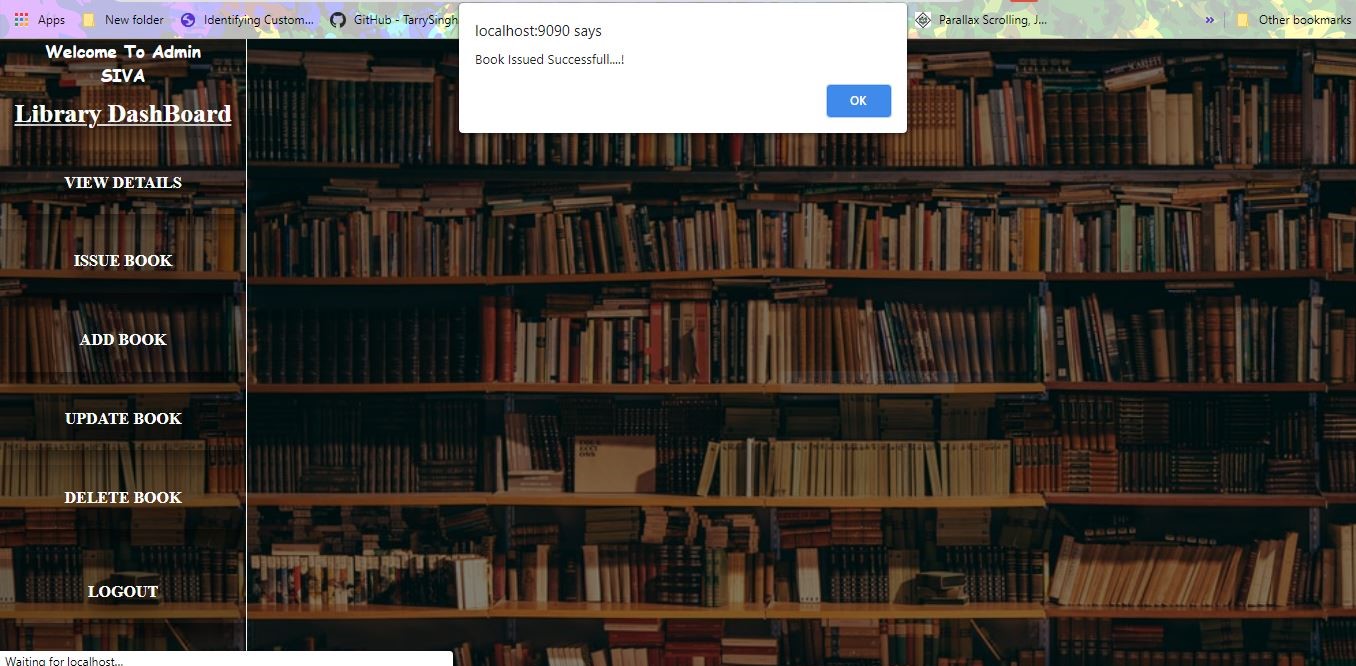 Apps New folder Identifying Custom... GitHub - TarrySingh Parallax Scrolling, J... » Other bookmarks
localhost:9090 says
Book Issued Successfull....!
OK
Welcome To Admin
SIVA
Library DashBoard
VIEW DETAILS
ISSUE BOOK
ADD BOOK
UPDATE BOOK
DELETE BOOK
LOGOUT
Waiting for localhost...